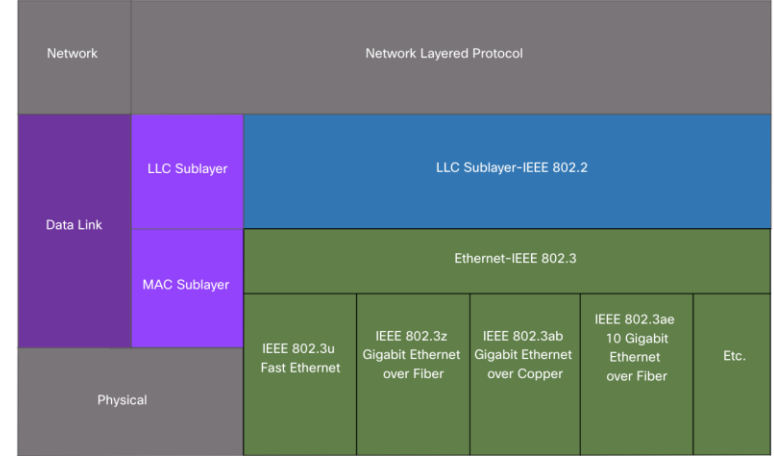 Network
Network Layered Protocol
Data Link
LLC Sublayer
LLC Sublayer-IEEE 802.2
MAC Sublayer
Ethernet-IEEE 802.3
Physical
IEEE 802.3u
Fast Ethernet
IEEE 802.3z
Gigabit Ethernet
over Fiber
IEEE 802.3ab
Gigabit Ethernet
over Copper
IEEE 802.3ae
10 Gigabit
Ethernet
over Fiber
Etc.